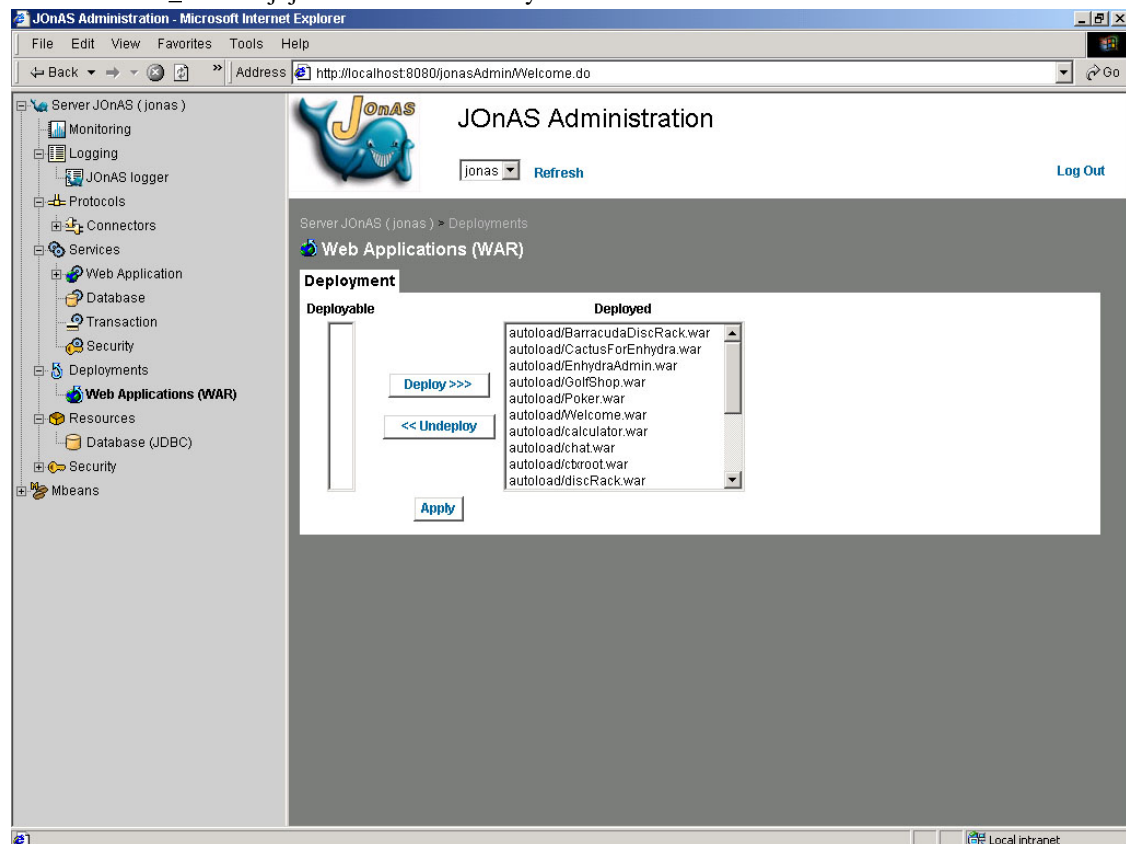 JOnAS Administration - Microsoft Internet Explorer
File Edit View Favorites Tools Help
Back » Address http://localhost:8080/jonasAdmin/Welcome.do Go
Server JOnAS ( jonas )
Monitoring
Logging
JOnAS logger
Protocols
Connectors
Services
Web Application
Database
Transaction
Security
Deployments
Web Applications (WAR)
Resources
Database (JDBC)
Security
Mbeans
JOnAS
JOnAS Administration
jonas Refresh Log Out
Server JOnAS ( jonas ) Deployments
Web Applications (WAR)
Deployment
Deployable Deployed
autoload/BarracudaDiscRack.war
autoload/CactusForEnhydra.war
autoload/EnhydraAdmin.war
autoload/GolfShop.war
autoload/Poker.war
autoload/Welcome.war
autoload/calculator.war
autoload/chat.war
autoload/ctxroot.war
autoload/discRack.war
Deploy >>>
<< Undeploy
Apply
Local intranet